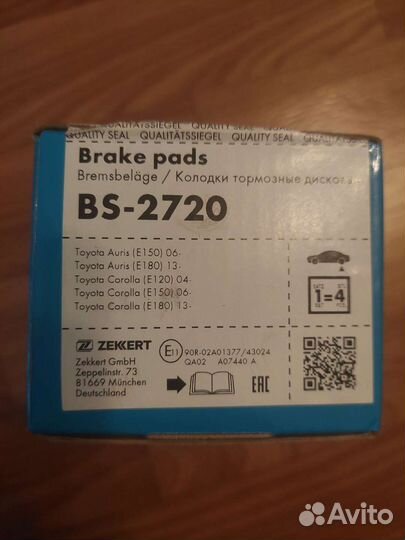 QUALITÄTSSIEGEL QUALITY SEAL
QUALITY SEAL QUALITÄTSSIEGEL QUALITY SEAL
Brake pads
Bremsbeläge / Колодки тормозные
BS-2720
Toyota Auris (E150) 06-
Toyota Auris (E180) 13-
Toyota Corolla (E120) 04-
Toyota Corolla (E150) 06-
Toyota Corolla (E180) 13-
1=4
ZEKKERT
Zekkert GmbH
Zeppelinstr. 73
81669 München
Deutschland
E11 90R-02A01377/43024
QA02 A07440 A
EAC
Avito